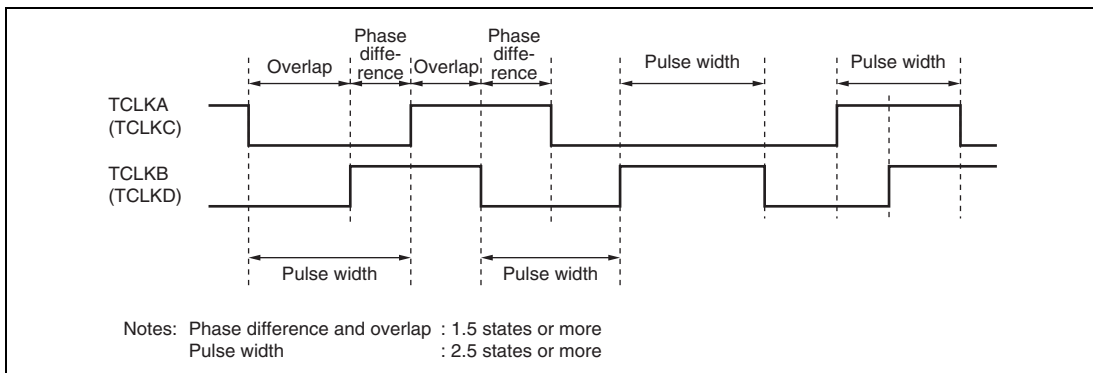 Phase
diffe-
rence
Phase
diffe-
rence
Overlap
Overlap
Pulse width
Pulse width
TCLKA
(TCLKC)
TCLKB
(TCLKD)
Pulse width
Pulse width
Notes: Phase difference and overlap : 1.5 states or more
Pulse width : 2.5 states or more